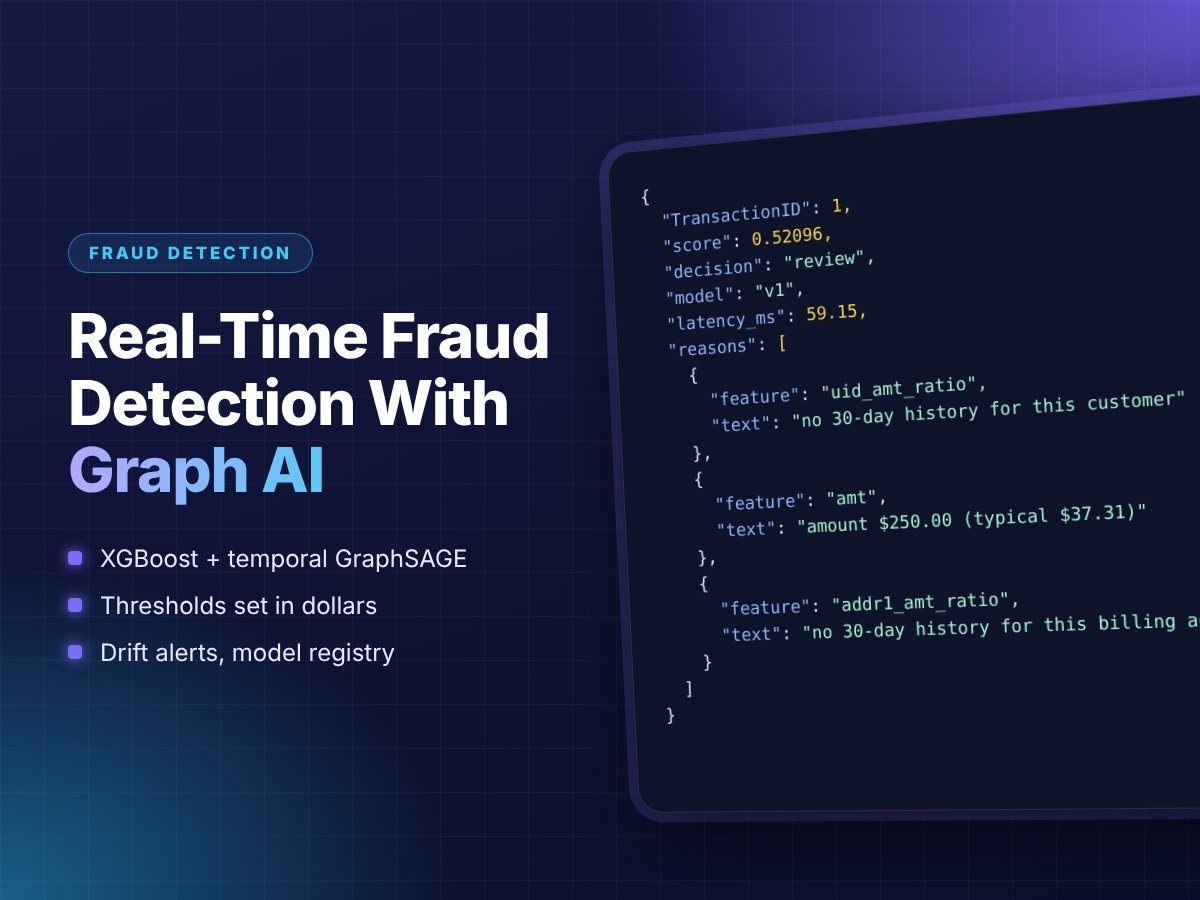 FRAUD DETECTION
Real-Time Fraud
Detection With
Graph AI
XGBoost + temporal GraphSAGE
Thresholds set in dollars
Drift alerts, model registry
{
"TransactionID": 1,
"score": 0.52096,
"decision": "review",
"model": "v1",
"latency_ms": 59.15,
"reasons": [
{
"feature": "uid_amt_ratio",
"text": "no 30-day history for this customer"
},
{
"feature": "amt",
"text": "amount $250.00 (typical $37.31)"
},
{
"feature": "addr1_amt_ratio",
"text": "no 30-day history for this billing
}
]
}